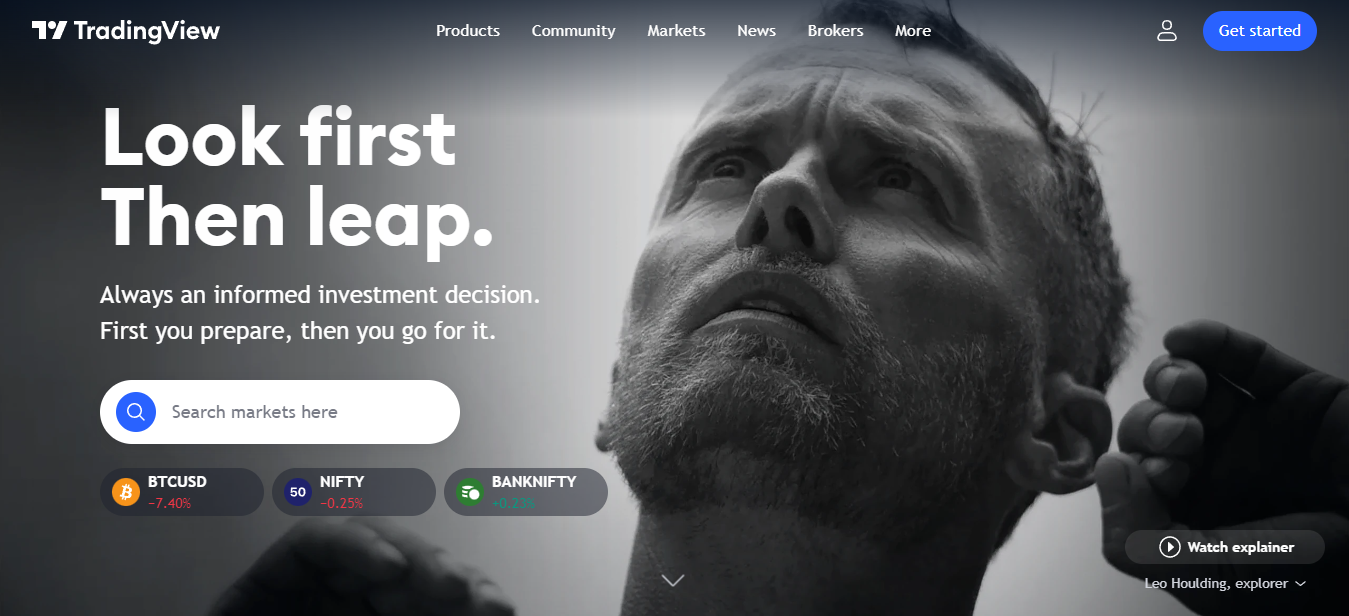 TradingView
Products Community Markets News Brokers More
Get started
Look first
Then leap.
Always an informed investment decision.
First you prepare, then you go for it.
Search markets here
BTCUSD
−7.40%
50
NIFTY
−0.25%
BANKNIFTY
+0.23%
Watch explainer
Leo Houlding, explorer